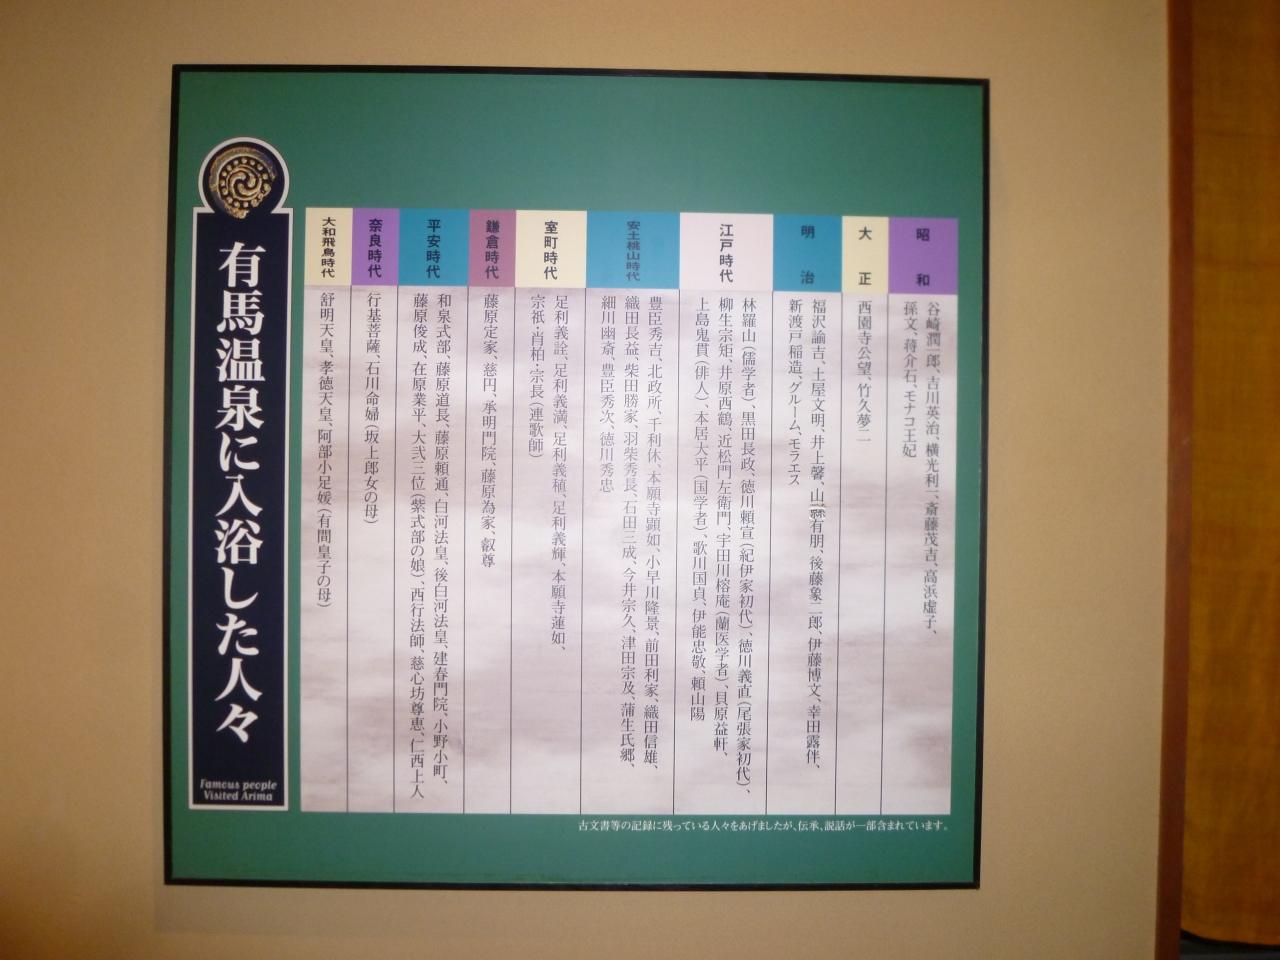 有馬温泉に入浴した人々
Famous people
Visited Arima
大和飛鳥時代
舒明天皇、孝徳天皇、阿部小足媛(有間皇子の母)
奈良時代
行基菩薩、石川命婦(坂上郎女の母)
平安時代
和泉式部、藤原道長、藤原頼通、白河法皇、後白河法皇、建春門院、小野小町、
藤原俊成、在原業平、大弐三位(紫式部の娘)、西行法師、慈心坊尊恵、仁西上人
鎌倉時代
藤原定家、慈円、承明門院、藤原為家、叡尊
室町時代
足利義詮、足利義満、足利義稙、足利義輝、本願寺蓮如、
宗祇・肖柏・宗長(連歌師)
安土桃山時代
豊臣秀吉、北政所、千利休、本願寺顕如、小早川隆景、前田利家、織田信雄、
織田長益、柴田勝家、羽柴秀長、石田三成、今井宗久、津田宗及、蒲生氏郷、
細川幽斎、豊臣秀次、徳川秀忠
江戸時代
林羅山(儒学者)、黒田長政、徳川頼宣(紀伊家初代)、徳川義直(尾張家初代)、
柳生宗矩、井原西鶴、近松門左衛門、宇田川榕庵(蘭医学者)、貝原益軒、
上島鬼貫(俳人)、本居大平(国学者)、歌川国貞、伊能忠敬、頼山陽
明治
福沢諭吉、土屋文明、井上馨、山縣有朋、後藤象二郎、伊藤博文、幸田露伴、
新渡戸稲造、グルーム、モラエス
大正
西園寺公望、竹久夢二
昭和
谷崎潤一郎、吉川英治、横光利一、斎藤茂吉、高浜虚子、
孫文、蒋介石、モナコ王妃
古文書等の記録に残っている人々をあげましたが、伝承、説話が一部含まれています。